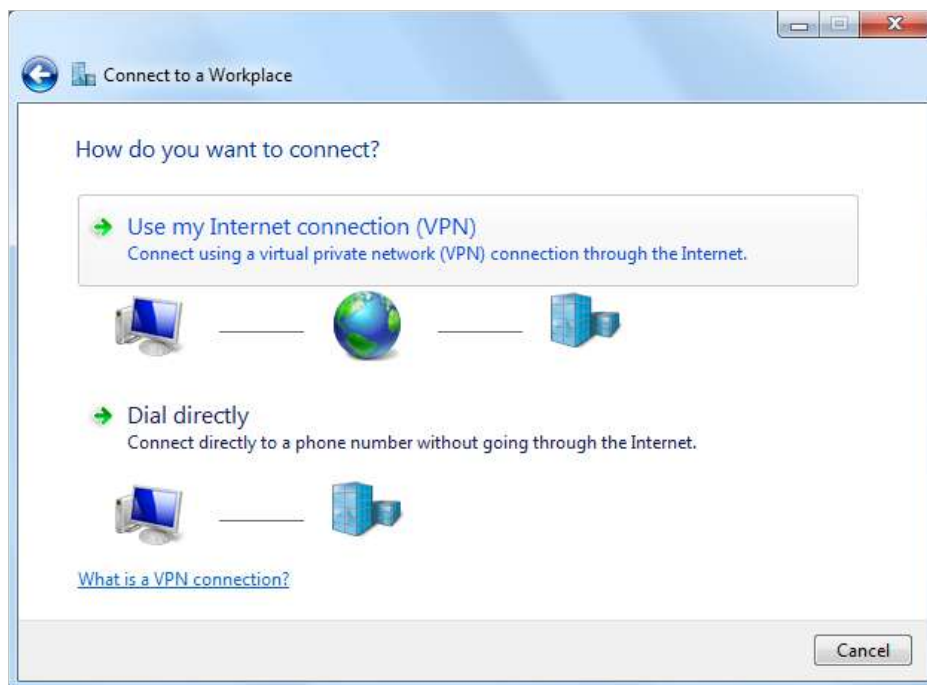 Connect to a Workplace
How do you want to connect?
Use my Internet connection (VPN)
Connect using a virtual private network (VPN) connection through the Internet.
Dial directly
Connect directly to a phone number without going through the Internet.
What is a VPN connection?
Cancel